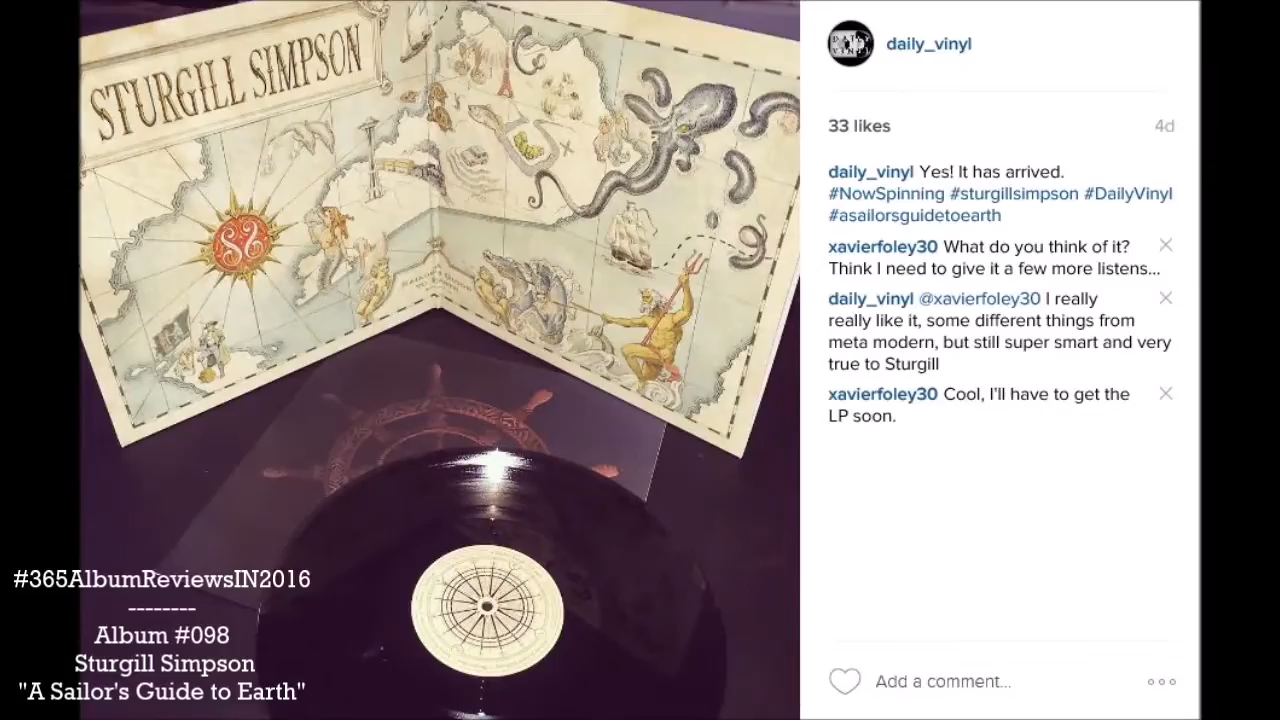 STURGILL SIMPSON
SS
daily_vinyl
33 likes
4d
daily_vinyl Yes! It has arrived.
#NowSpinning #sturgillsimpson #DailyVinyl
#asailorsguidetoearth
xavierfoley30 What do you think of it?
Think I need to give it a few more listens...
daily_vinyl @xavierfoley30 I really
really like it, some different things from
meta modern, but still super smart and very
true to Sturgill
xavierfoley30 Cool, I'll have to get the
LP soon.
Add a comment...
#365AlbumReviewsIN2016
--------
Album #098
Sturgill Simpson
"A Sailor's Guide to Earth"